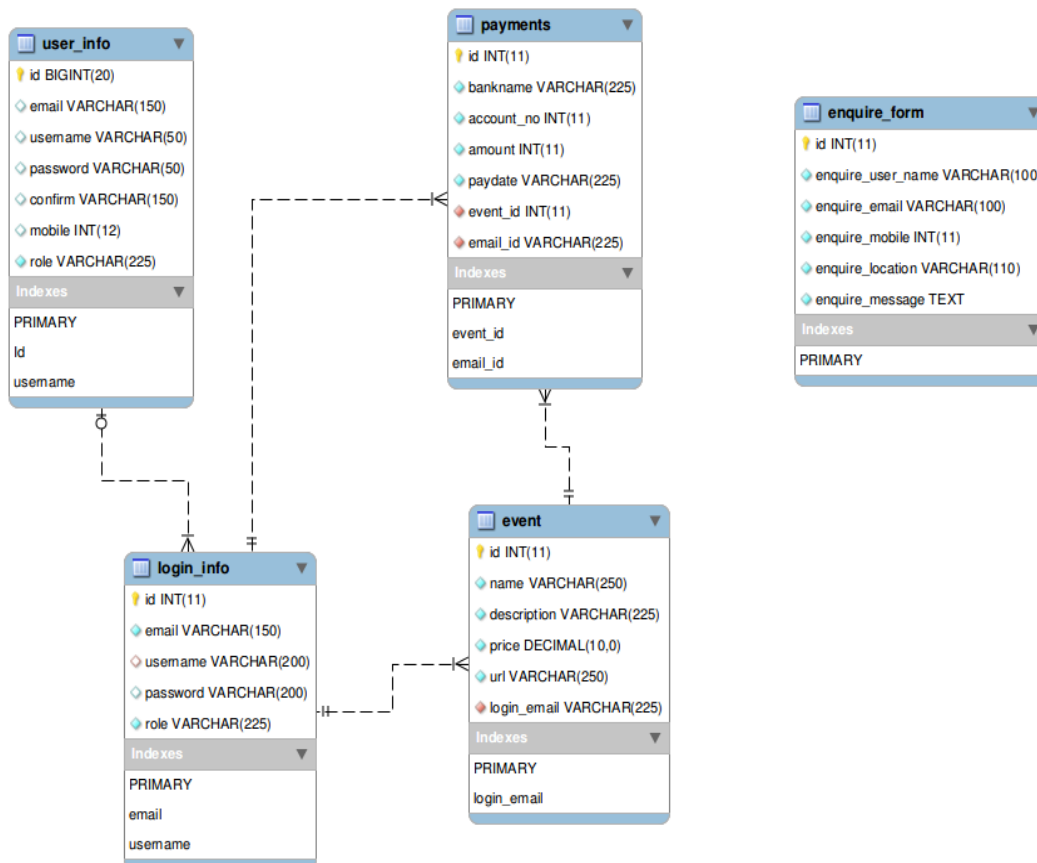 user_info
id BIGINT(20)
email VARCHAR(150)
username VARCHAR(50)
password VARCHAR(50)
confirm VARCHAR(150)
mobile INT(12)
role VARCHAR(225)
Indexes
PRIMARY
Id
username
payments
id INT(11)
bankname VARCHAR(225)
account_no INT(11)
amount INT(11)
paydate VARCHAR(225)
event_id INT(11)
email_id VARCHAR(225)
Indexes
PRIMARY
event_id
email_id
enquire_form
id INT(11)
enquire_user_name VARCHAR(100
enquire_email VARCHAR(100)
enquire_mobile INT(11)
enquire_location VARCHAR(110)
enquire_message TEXT
Indexes
PRIMARY
login_info
id INT(11)
email VARCHAR(150)
username VARCHAR(200)
password VARCHAR(200)
role VARCHAR(225)
Indexes
PRIMARY
email
username
event
id INT(11)
name VARCHAR(250)
description VARCHAR(225)
price DECIMAL(10,0)
url VARCHAR(250)
login_email VARCHAR(225)
Indexes
PRIMARY
login_email